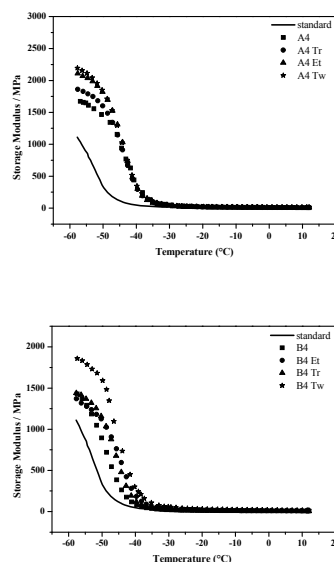 standard
A4
A4 Tr
A4 Et
A4 Tw
3000
2500
2000
1500
1000
500
0
Storage Modulus / MPa
-60 -50 -40 -30 -20 -10 0 10
Temperature (°C)
standard
B4
B4 Et
B4 Tr
B4 Tw
2000
1500
1000
500
0
Storage Modulus / MPa
-60 -50 -40 -30 -20 -10 0 10
Temperature (°C)